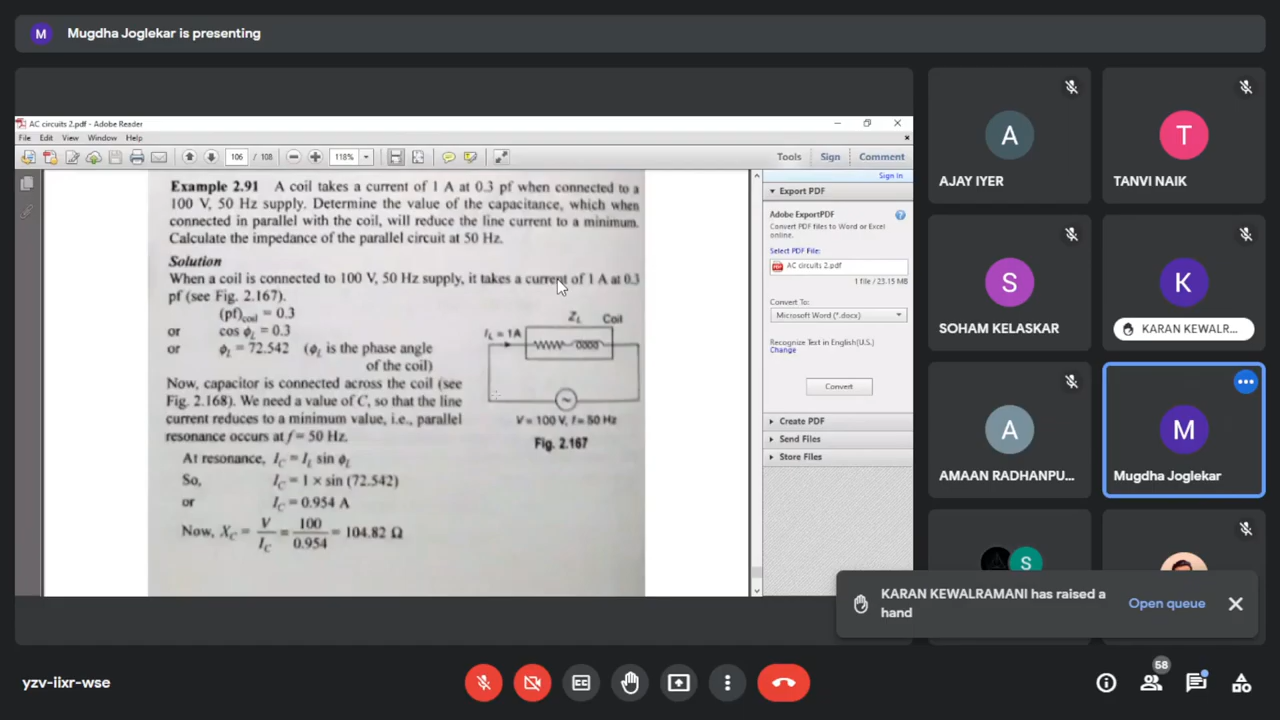 M
Mugdha Joglekar is presenting
AC circuits 2.pdf - Adobe Reader
File Edit View Window Help
106 / 108 118% Tools Sign Comment
Example 2.91 A coil takes a current of 1 A at 0.3 pf when connected to a
100 V, 50 Hz supply. Determine the value of the capacitance, which when
connected in parallel with the coil, will reduce the line current to a minimum.
Calculate the impedance of the parallel circuit at 50 Hz.
Solution
When a coil is connected to 100 V, 50 Hz supply, it takes a current of 1 A at 0.3
pf (see Fig. 2.167).
(pf)coil = 0.3
or cos ϕL = 0.3
or ϕL = 72.542 (ϕL is the phase angle
of the coil)
Now, capacitor is connected across the coil (see
Fig. 2.168). We need a value of C, so that the line
current reduces to a minimum value, i.e., parallel
resonance occurs at f = 50 Hz.
At resonance, IC = IL sin ϕL
So, IC = 1 × sin (72.542)
or IC = 0.954 A
Now, XC = V/IC = 100/0.954 = 104.82 Ω
ZL Coil
IL = 1A
V = 100 V, f = 50 Hz
Fig. 2.167
Sign In
Export PDF
Adobe ExportPDF
Convert PDF files to Word or Excel
online.
Select PDF File:
AC circuits 2.pdf
1 file / 23.15 MB
Convert To:
Microsoft Word (*.docx)
Recognize Text in English(U.S.)
Change
Convert
Create PDF
Edit PDF
Send Files
Store Files
A
AJAY IYER
T
TANVI NAIK
S
SOHAM KELASKAR
K
KARAN KEWALR...
A
AMAAN RADHANPU...
M
Mugdha Joglekar
S
KARAN KEWALRAMANI has raised a
hand
Open queue
yzv-iixr-wse
CC
58